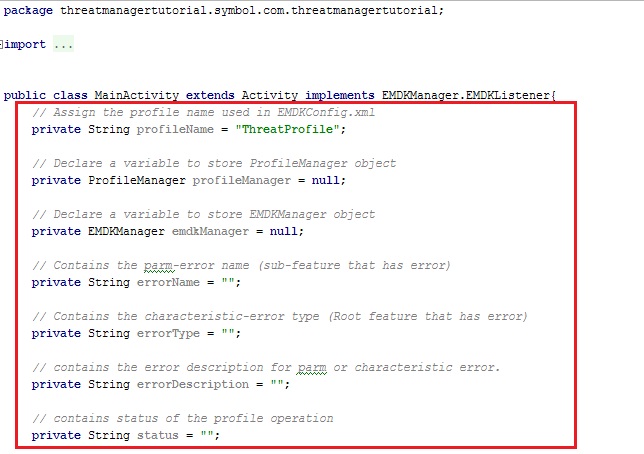 package threatmanagertutorial.symbol.com.threatmanagertutorial;
import ...
public class MainActivity extends Activity implements EMDKManager.EMDKListener{
// Assign the profile name used in EMDKConfig.xml
private String profileName = "ThreatProfile";
// Declare a variable to store ProfileManager object
private ProfileManager profileManager = null;
// Declare a variable to store EMDKManager object
private EMDKManager emdkManager = null;
// Contains the parm-error name (sub-feature that has error)
private String errorName = "";
// Contains the characteristic-error type (Root feature that has error)
private String errorType = "";
// contains the error description for parm or characteristic error.
private String errorDescription = "";
// contains status of the profile operation
private String status = "";